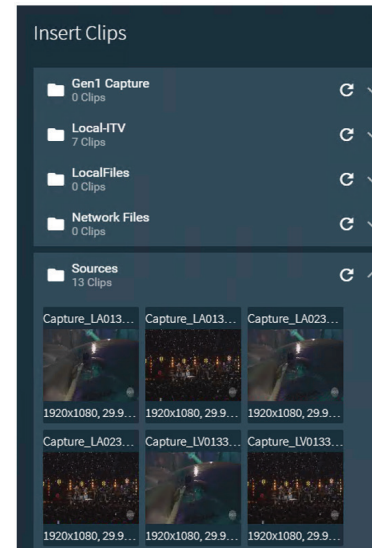 Insert Clips
Gen1 Capture
0 Clips
Local-ITV
7 Clips
LocalFiles
0 Clips
Network Files
0 Clips
Sources
13 Clips
Capture_LA013... Capture_LA013... Capture_LA023...
1920x1080, 29.9... 1920x1080, 29.9... 1920x1080, 29.9...
Capture_LA023... Capture_LV0133... Capture_LV0133...
1920x1080, 29.9... 1920x1080, 29.9... 1920x1080, 29.9...